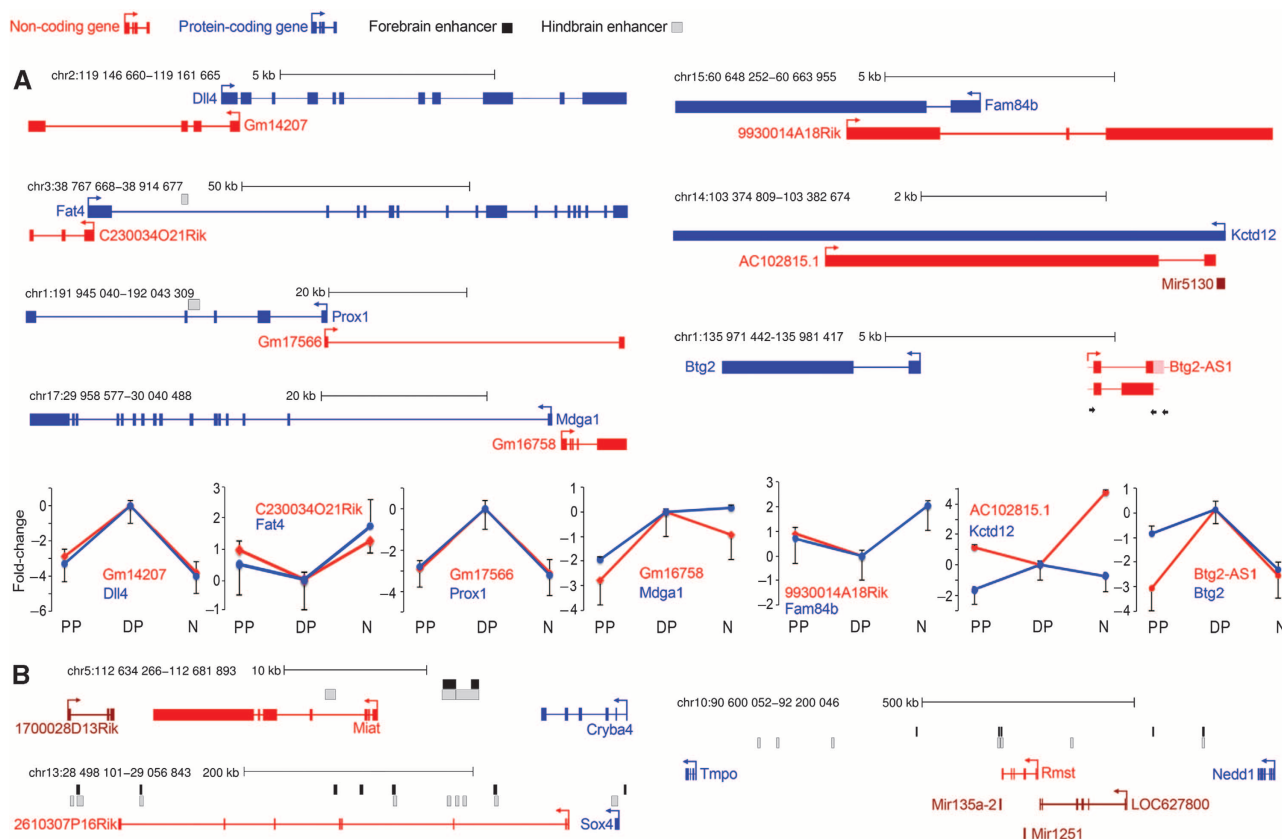 Non-coding gene Protein-coding gene Forebrain enhancer Hindbrain enhancer
A
chr2:119 146 660–119 161 665 5 kb
Dll4
Gm14207
chr3:38 767 668–38 914 677 50 kb
Fat4
C230034O21Rik
chr1:191 945 040–192 043 309 20 kb
Prox1
Gm17566
chr17:29 958 577–30 040 488 20 kb
Mdga1
Gm16758
chr15:60 648 252–60 663 955 5 kb
Fam84b
9930014A18Rik
chr14:103 374 809–103 382 674 2 kb
Kctd12
AC102815.1
Mir5130
chr1:135 971 442-135 981 417 5 kb
Btg2 Btg2-AS1
Fold-change
0
–2
–4
–6
Gm14207
Dll4
PP DP N
3
2
1
0
–1
C230034O21Rik
Fat4
PP DP N
0
–2
–4
Gm17566
Prox1
PP DP N
1
0
–1
–2
–3
–4
Gm16758
Mdga1
PP DP N
3
2
1
0
–1
–2
9930014A18Rik
Fam84b
PP DP N
6
4
2
0
–2
–4
AC102815.1
Kctd12
PP DP N
1
0
–1
–2
–3
–4
Btg2-AS1
Btg2
PP DP N
B
chr5:112 634 266–112 681 893 10 kb
1700028D13Rik Miat Cryba4
chr13:28 498 101–29 056 843 200 kb
2610307P16Rik Sox4
chr10:90 600 052–92 200 046 500 kb
Tmpo Rmst Nedd1
Mir135a-2 LOC627800
Mir1251